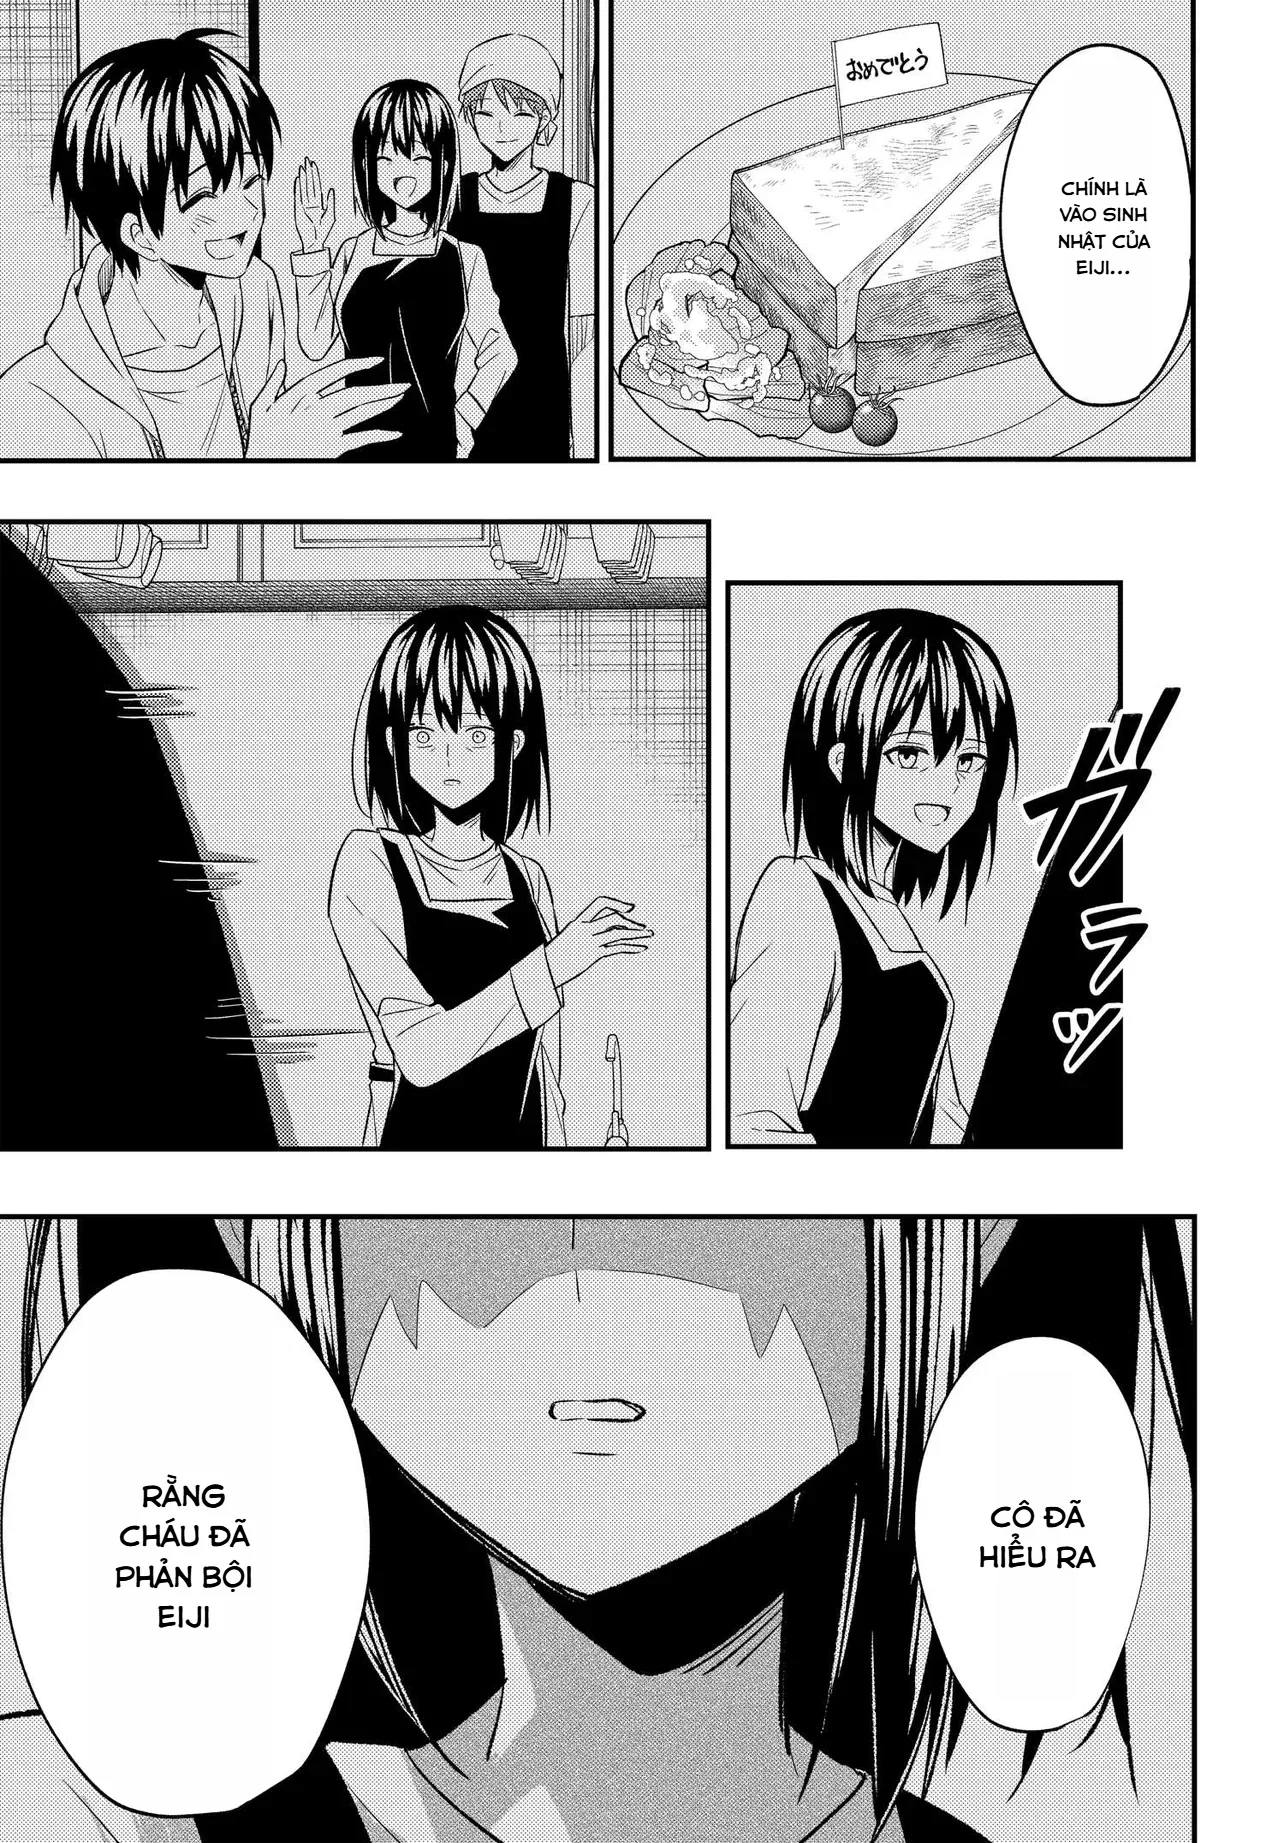 おめでとう
CHÍNH LÀ
VÀO SINH
NHẬT CỦA
EIJI...
ガラッ
CÔ ĐÃ
HIỂU RA
RẰNG
CHÁU ĐÃ
PHẢN BỘI
EIJI